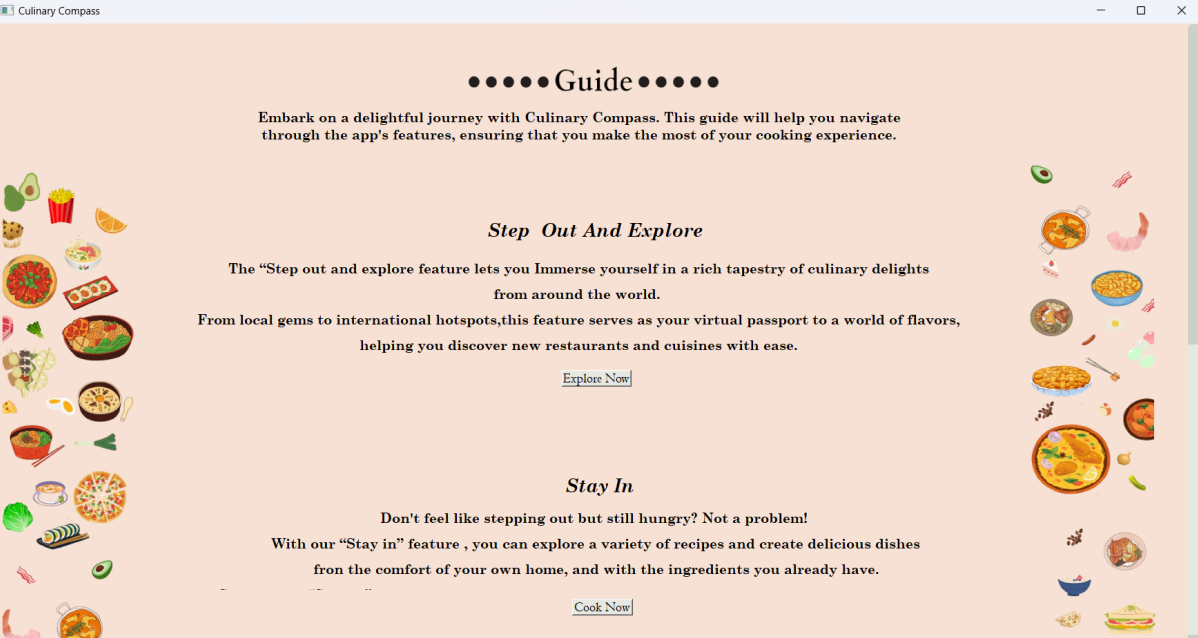 Culinary Compass
•••••Guide•••••
Embark on a delightful journey with Culinary Compass. This guide will help you navigate
through the app's features, ensuring that you make the most of your cooking experience.
Step Out And Explore
The “Step out and explore feature lets you Immerse yourself in a rich tapestry of culinary delights
from around the world.
From local gems to international hotspots,this feature serves as your virtual passport to a world of flavors,
helping you discover new restaurants and cuisines with ease.
Explore Now
Stay In
Don't feel like stepping out but still hungry? Not a problem!
With our “Stay in” feature , you can explore a variety of recipes and create delicious dishes
fron the comfort of your own home, and with the ingredients you already have.
Cook Now